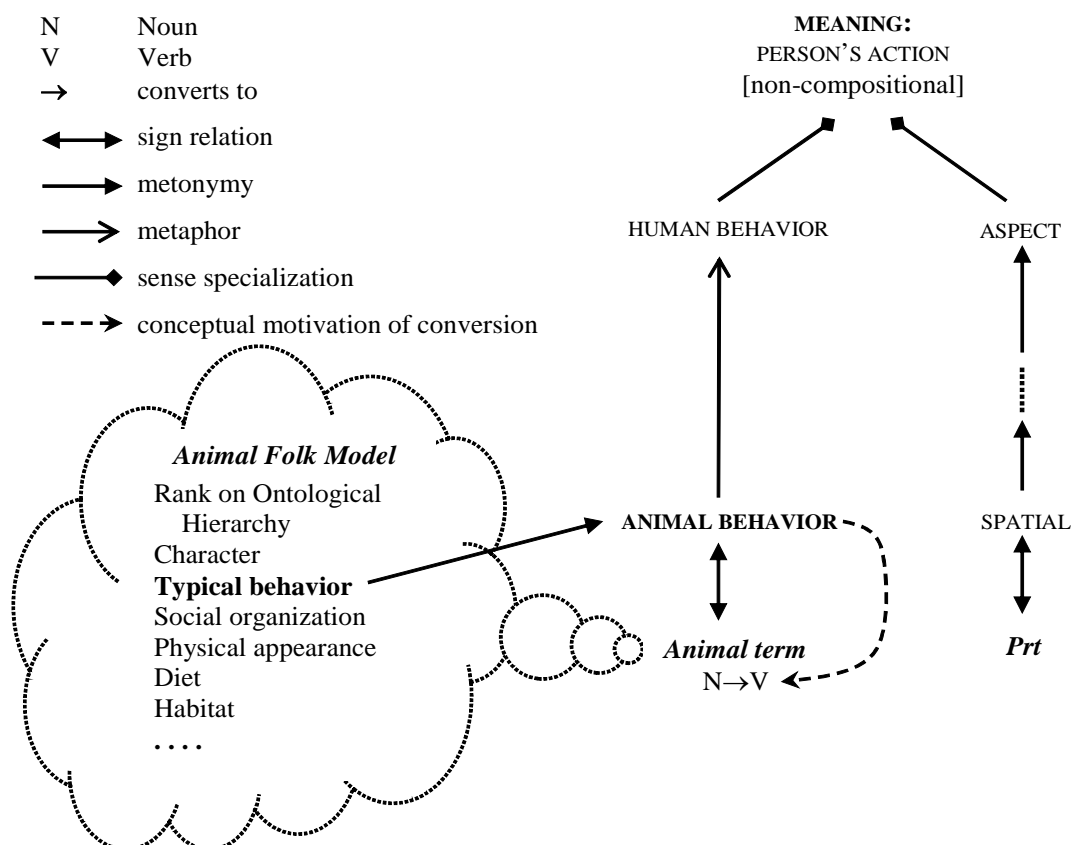 N Noun
V Verb
→ converts to
sign relation
metonymy
metaphor
sense specialization
conceptual motivation of conversion
MEANING:
PERSON'S ACTION
[non-compositional]
HUMAN BEHAVIOR
ASPECT
Animal Folk Model
Rank on Ontological
Hierarchy
Character
Typical behavior
Social organization
Physical appearance
Diet
Habitat
. . . .
ANIMAL BEHAVIOR
SPATIAL
Animal term
N→V
Prt